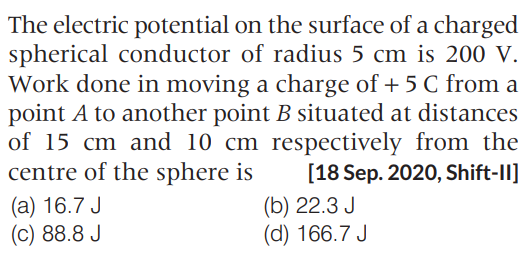 The electric potential on the surface of a charged
spherical conductor of radius 5 cm is 200 V.
Work done in moving a charge of + 5 C from a
point A to another point B situated at distances
of 15 cm and 10 cm respectively from the
centre of the sphere is [18 Sep. 2020, Shift-II]
(a) 16.7 J (b) 22.3 J
(c) 88.8 J (d) 166.7 J